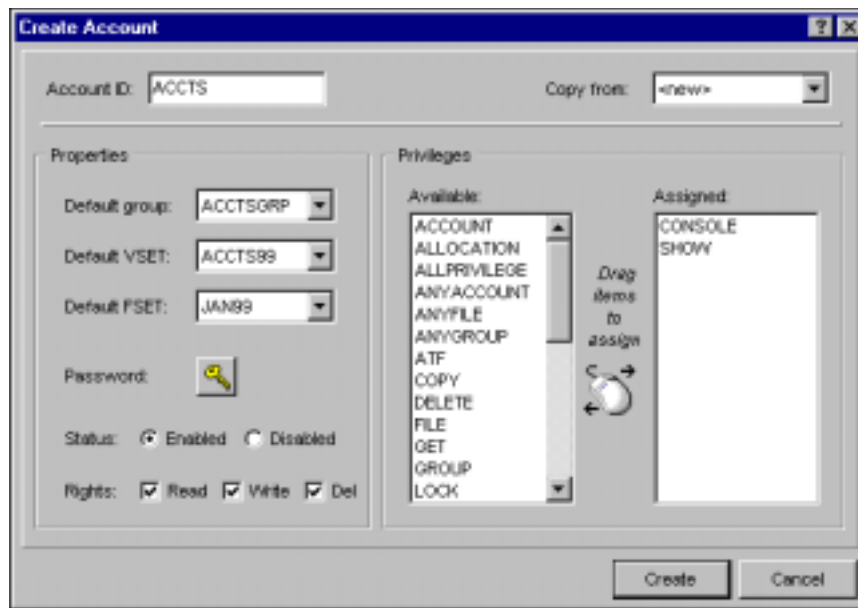 Create Account
Account ID: ACCTS
Copy from: <new>
Properties
Default group: ACCTSGRP
Default VSET: ACCTS99
Default FSET: JAN99
Password:
Status: Enabled Disabled
Rights: Read Write Del
Privileges
Available:
ACCOUNT
ALLOCATION
ALLPRIVILEGE
ANYACCOUNT
ANYFILE
ANYGROUP
ATF
COPY
DELETE
FILE
GET
GROUP
LOCK
Drag
items
to
assign
Assigned:
CONSOLE
SHOW
Create
Cancel